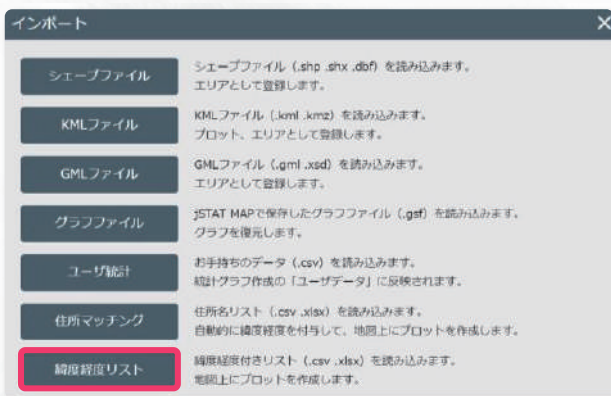 インポート
×
シェープファイル
シェープファイル（.shp .shx .dbf）を読み込みます。
エリアとして登録します。
KMLファイル
KMLファイル（.kml .kmz）を読み込みます。
プロット、エリアとして登録します。
GMLファイル
GMLファイル（.gml .xsd）を読み込みます。
エリアとして登録します。
グラフファイル
jSTAT MAPで保存したグラフファイル（.gsf）を読み込みます。
グラフを復元します。
ユーザ統計
お手持ちのデータ（.csv）を読み込みます。
統計グラフ作成の「ユーザデータ」に反映されます。
住所マッチング
住所名リスト（.csv .xlsx）を読み込みます。
自動的に緯度経度を付与して、地図上にプロットを作成します。
緯度経度リスト
緯度経度付きリスト（.csv .xlsx）を読み込みます。
地図上にプロットを作成します。